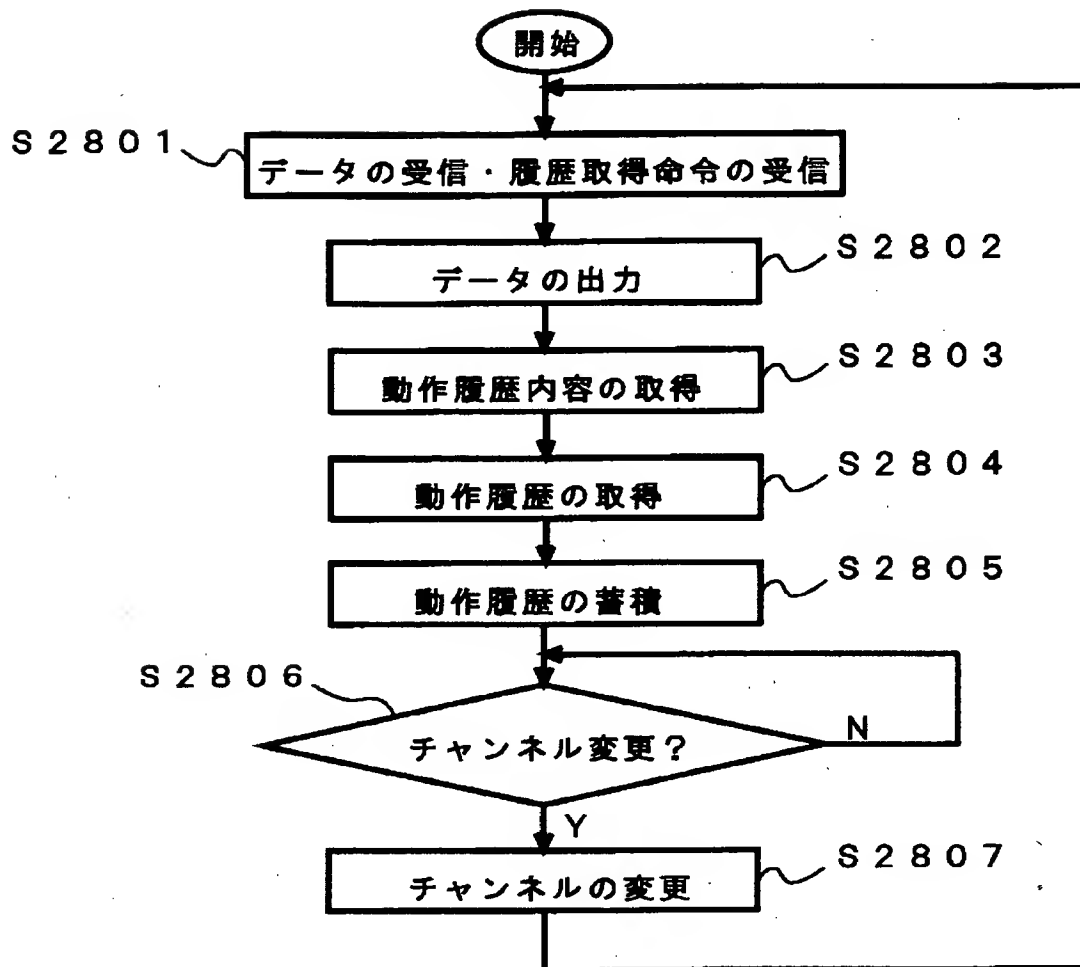 開始
S2801
データの受信・履歴取得命令の受信
S2802
データの出力
S2803
動作履歴内容の取得
S2804
動作履歴の取得
S2805
動作履歴の蓄積
S2806
チャンネル変更?
N
Y
S2807
チャンネルの変更